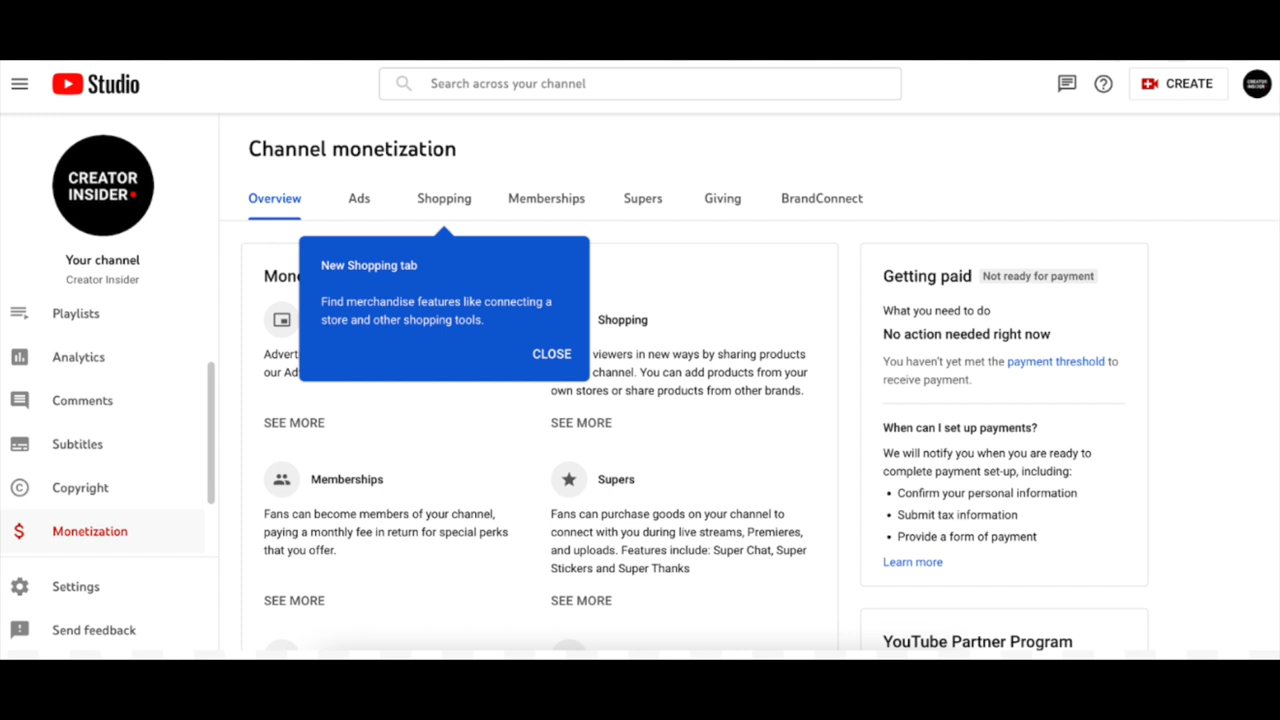 Studio
Search across your channel
CREATE
CREATOR INSIDER
CREATOR
INSIDER
Your channel
Creator Insider
Playlists
Analytics
Comments
Subtitles
Copyright
Monetization
Settings
Send feedback
Channel monetization
Overview Ads Shopping Memberships Supers Giving BrandConnect
New Shopping tab
Find merchandise features like connecting a
store and other shopping tools.
CLOSE
Shopping
viewers in new ways by sharing products
channel. You can add products from your
own stores or share products from other brands.
SEE MORE
SEE MORE
Memberships
Fans can become members of your channel,
paying a monthly fee in return for special perks
that you offer.
SEE MORE
Supers
Fans can purchase goods on your channel to
connect with you during live streams, Premieres,
and uploads. Features include: Super Chat, Super
Stickers and Super Thanks
SEE MORE
Getting paid Not ready for payment
What you need to do
No action needed right now
You haven't yet met the payment threshold to
receive payment.
When can I set up payments?
We will notify you when you are ready to
complete payment set-up, including:
• Confirm your personal information
• Submit tax information
• Provide a form of payment
Learn more
YouTube Partner Program